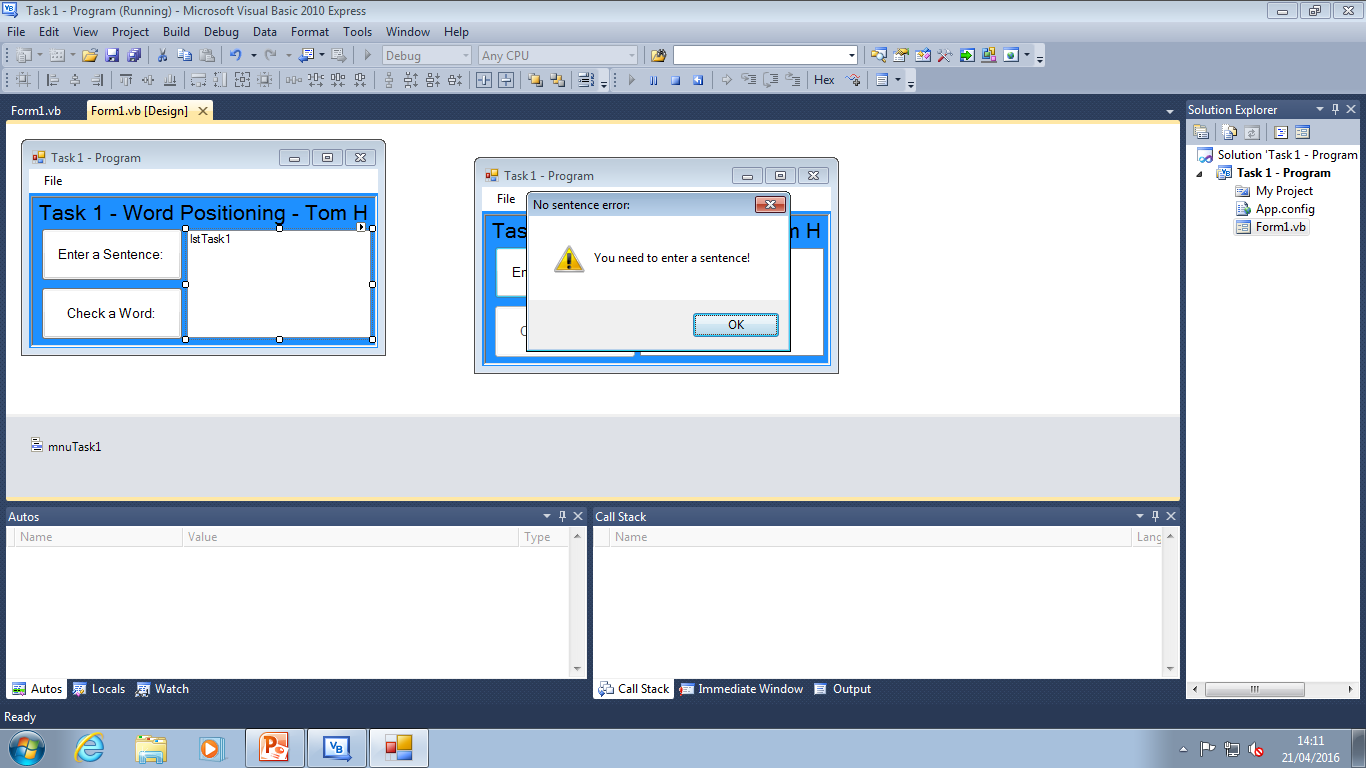 Task 1 - Program (Running) - Microsoft Visual Basic 2010 Express
File Edit View Project Build Debug Data Format Tools Window Help
Debug Any CPU
Hex
Form1.vb Form1.vb [Design]
Task 1 - Program
File
Task 1 - Word Positioning - Tom H
Enter a Sentence:
lstTask1
Check a Word:
Task 1 - Program
File
Tas
m H
En
C
No sentence error:
You need to enter a sentence!
OK
mnuTask1
Solution Explorer
Solution 'Task 1 - Program
Task 1 - Program
My Project
App.config
Form1.vb
Autos
Name Value Type
Autos Locals Watch
Call Stack
Name Lang
Call Stack Immediate Window Output
Ready
14:11
21/04/2016